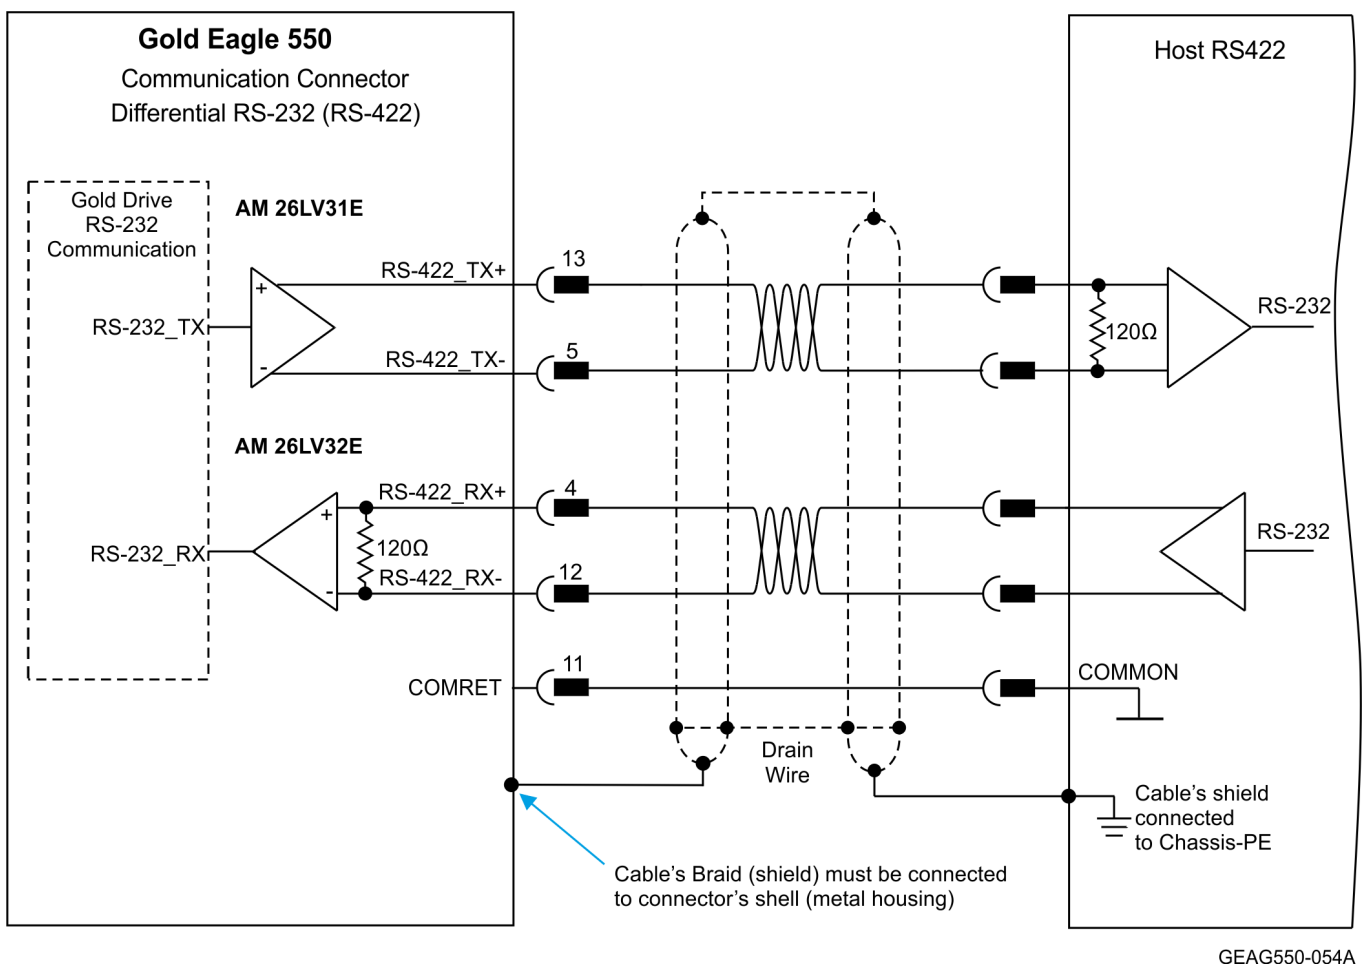 Gold Eagle 550
Communication Connector
Differential RS-232 (RS-422)
Host RS422
Gold Drive
RS-232
Communication
AM 26LV31E
RS-422_TX+
13
RS-232_TX
+
-
RS-422_TX-
5
120Ω
RS-232
AM 26LV32E
RS-422_RX+
4
RS-232_RX
+
-
120Ω
RS-422_RX-
12
RS-232
COMRET
11
COMMON
Drain
Wire
Cable's shield
connected
to Chassis-PE
Cable's Braid (shield) must be connected
to connector's shell (metal housing)
GEAG550-054A